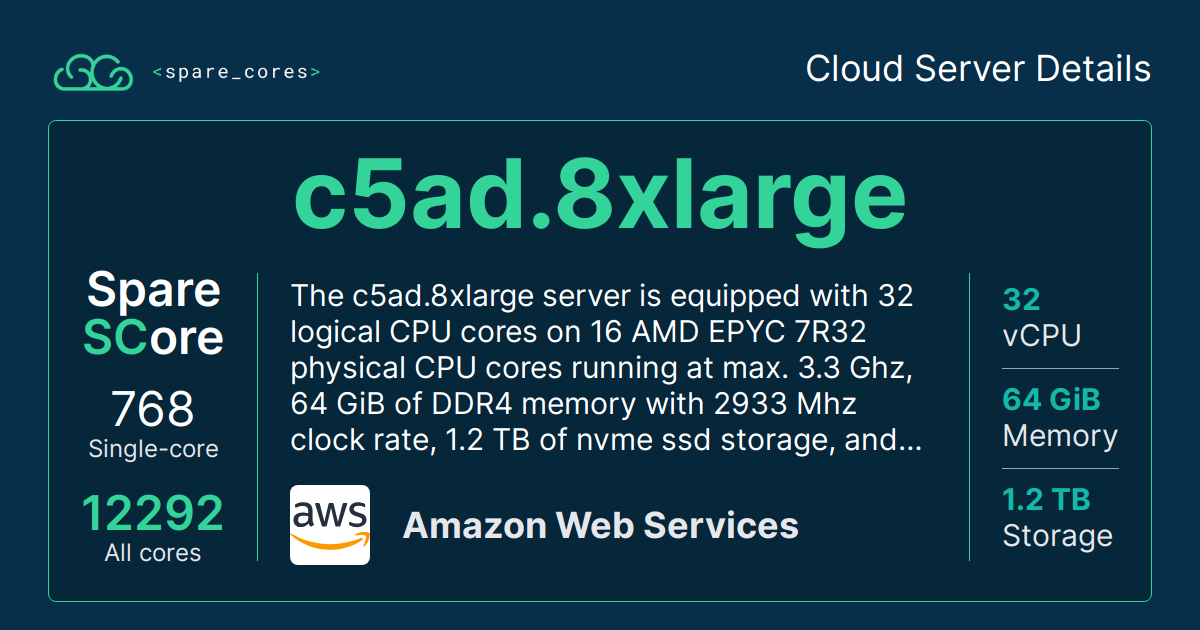 <spare_cores>
Cloud Server Details
c5ad.8xlarge
Spare
SCore
768
Single-core
12292
All cores
The c5ad.8xlarge server is equipped with 32
logical CPU cores on 16 AMD EPYC 7R32
physical CPU cores running at max. 3.3 Ghz,
64 GiB of DDR4 memory with 2933 Mhz
clock rate, 1.2 TB of nvme ssd storage, and...
aws
Amazon Web Services
32
vCPU
64 GiB
Memory
1.2 TB
Storage